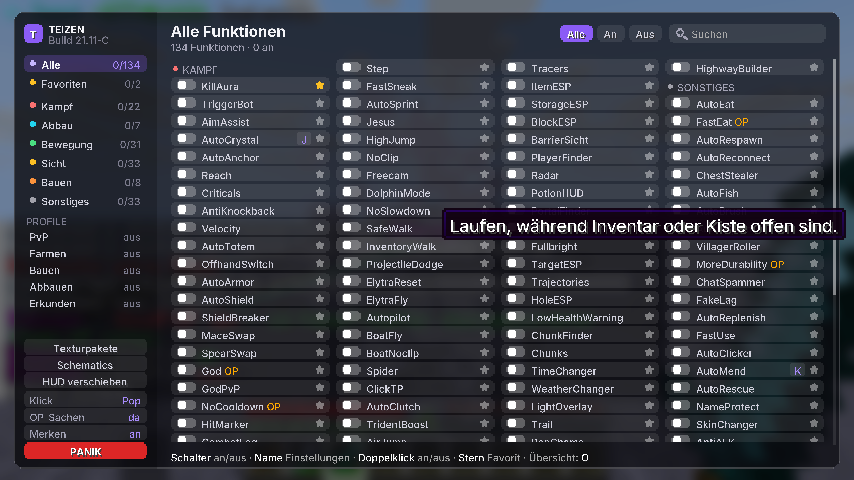 TEIZEN
Build 21.11-C
Alle 0/134
Favoriten 0/2
Kampf 0/22
Abbau 0/7
Bewegung 0/31
Sicht 0/33
Bauen 0/8
Sonstiges 0/33
PROFILE
PvP aus
Farmen aus
Bauen aus
Abbauen aus
Erkunden aus
Texturpakete
Schematics
HUD verschieben
Klick Pop
OP-Sachen da
Merken an
PANIK
Alle Funktionen
134 Funktionen · 0 an
Alle An Aus
Suchen
KAMPF
KillAura
TriggerBot
AimAssist
AutoCrystal J
AutoAnchor
Reach
Criticals
AntiKnockback
Velocity
AutoTotem
OffhandSwitch
AutoArmor
AutoShield
ShieldBreaker
MaceSwap
SpearSwap
God OP
GodPvP
NoCooldown OP
HitMarker
CombatLog
Step
FastSneak
AutoSprint
Jesus
HighJump
NoClip
Freecam
DolphinMode
NoSlowdown
SafeWalk
InventoryWalk
ProjectileDodge
ElytraReset
ElytraFly
Autopilot
BoatFly
BoatNoclip
Spider
ClickTP
AutoClutch
TridentBoost
AirJump
Tracers
ItemESP
StorageESP
BlockESP
BarrierSicht
PlayerFinder
Radar
PotionHUD
Laufen, während Inventar oder Kiste offen sind.
Fullbright
TargetESP
Trajectories
HoleESP
LowHealthWarning
ChunkFinder
Chunks
TimeChanger
WeatherChanger
LightOverlay
Trail
HighwayBuilder
SONSTIGES
AutoEat
FastEat OP
AutoRespawn
AutoReconnect
ChestStealer
AutoFish
VillagerRoller
MoreDurability OP
ChatSpammer
FakeLag
AutoReplenish
FastUse
AutoClicker
AutoMend K
AutoRescue
NameProtect
SkinChanger
AntiAFK
Schalter an/aus · Name Einstellungen · Doppelklick an/aus · Stern Favorit · Übersicht: O